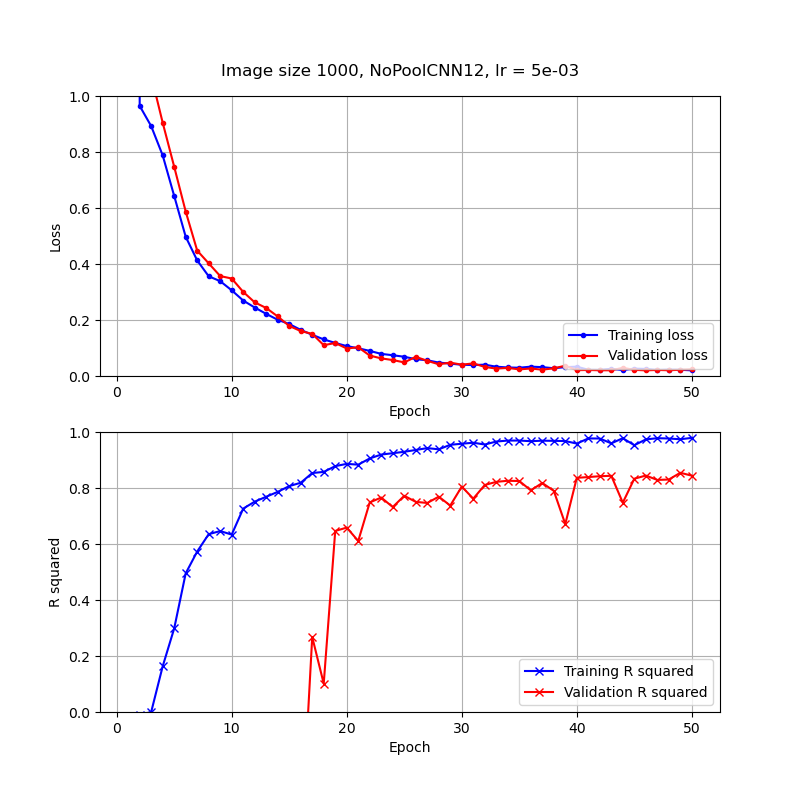 Image size 1000, NoPoolCNN12, lr = 5e-03
1.0
0.8
0.6
0.4
0.2
0.0
Loss
0 10 20 30 40 50
Epoch
Training loss
Validation loss
1.0
0.8
0.6
0.4
0.2
0.0
R squared
0 10 20 30 40 50
Epoch
Training R squared
Validation R squared